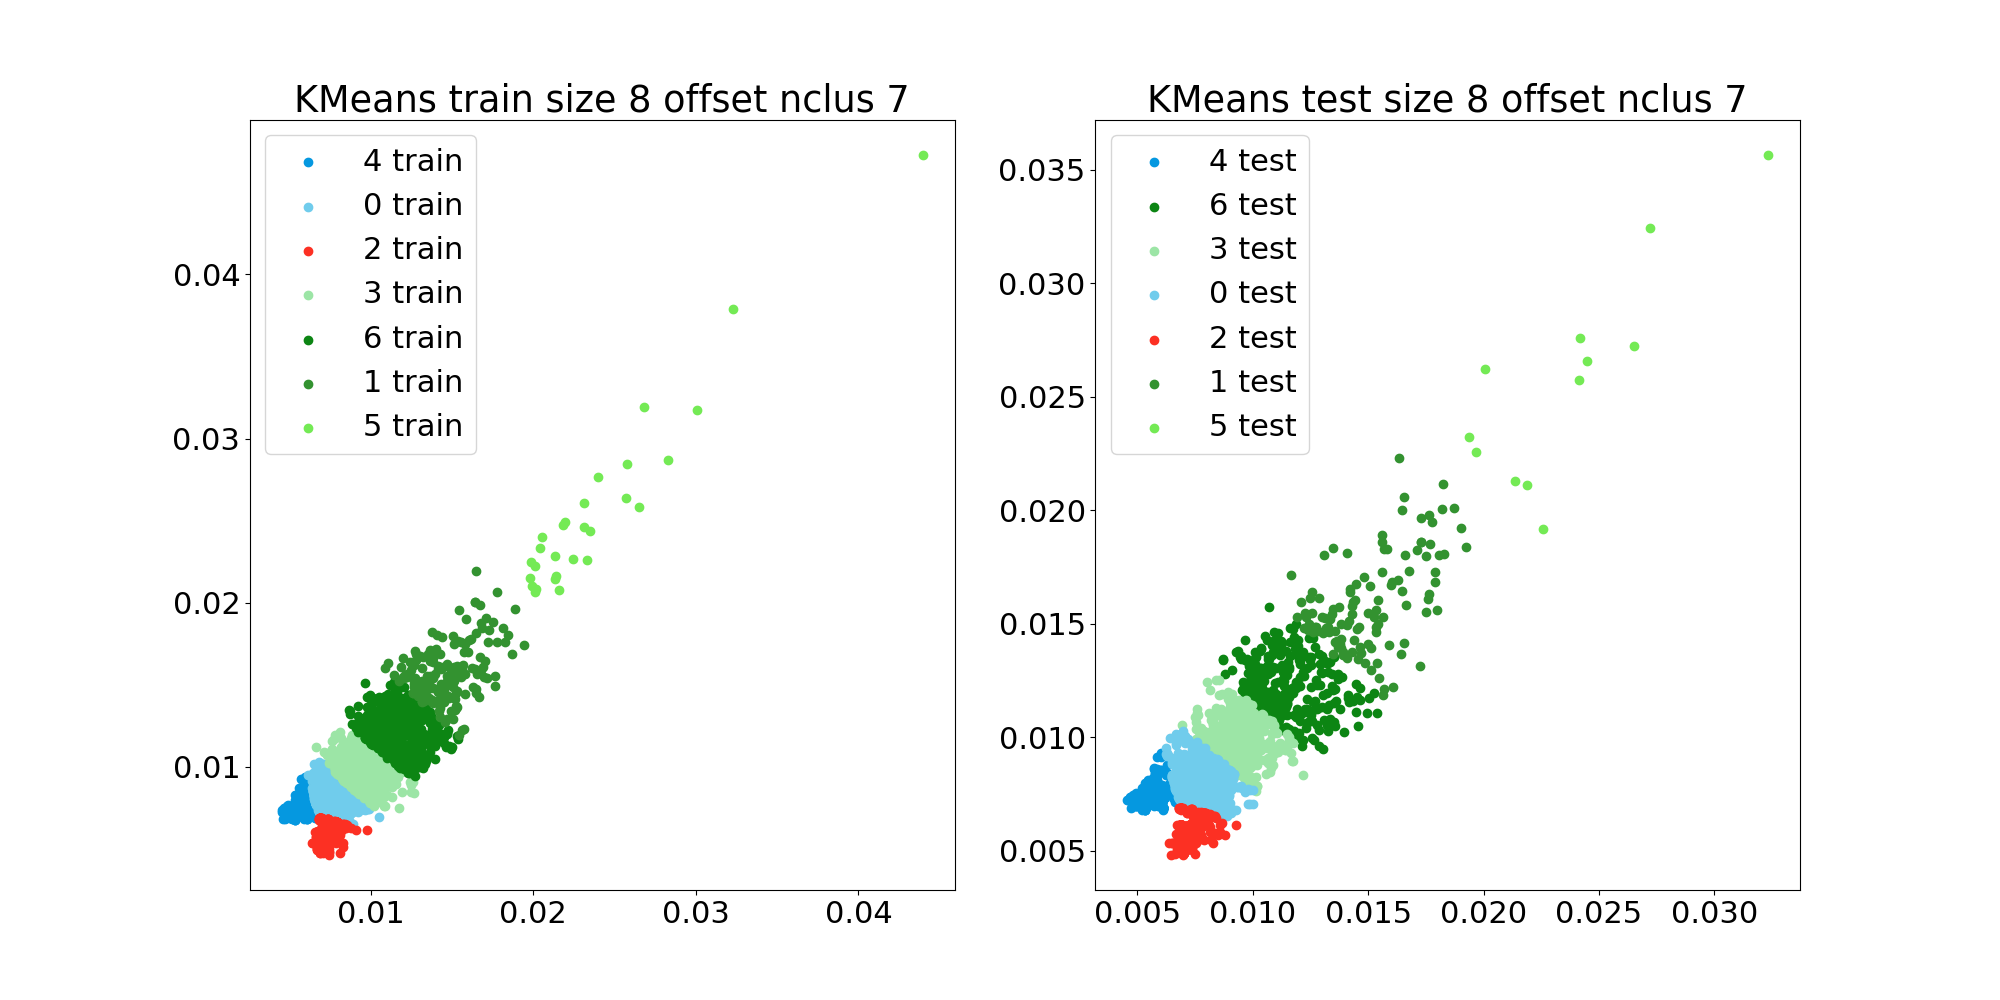 KMeans train size 8 offset nclus 7
4 train
0 train
2 train
3 train
6 train
1 train
5 train
0.04
0.03
0.02
0.01
0.01 0.02 0.03 0.04
KMeans test size 8 offset nclus 7
4 test
6 test
3 test
0 test
2 test
1 test
5 test
0.035
0.030
0.025
0.020
0.015
0.010
0.005
0.005 0.010 0.015 0.020 0.025 0.030